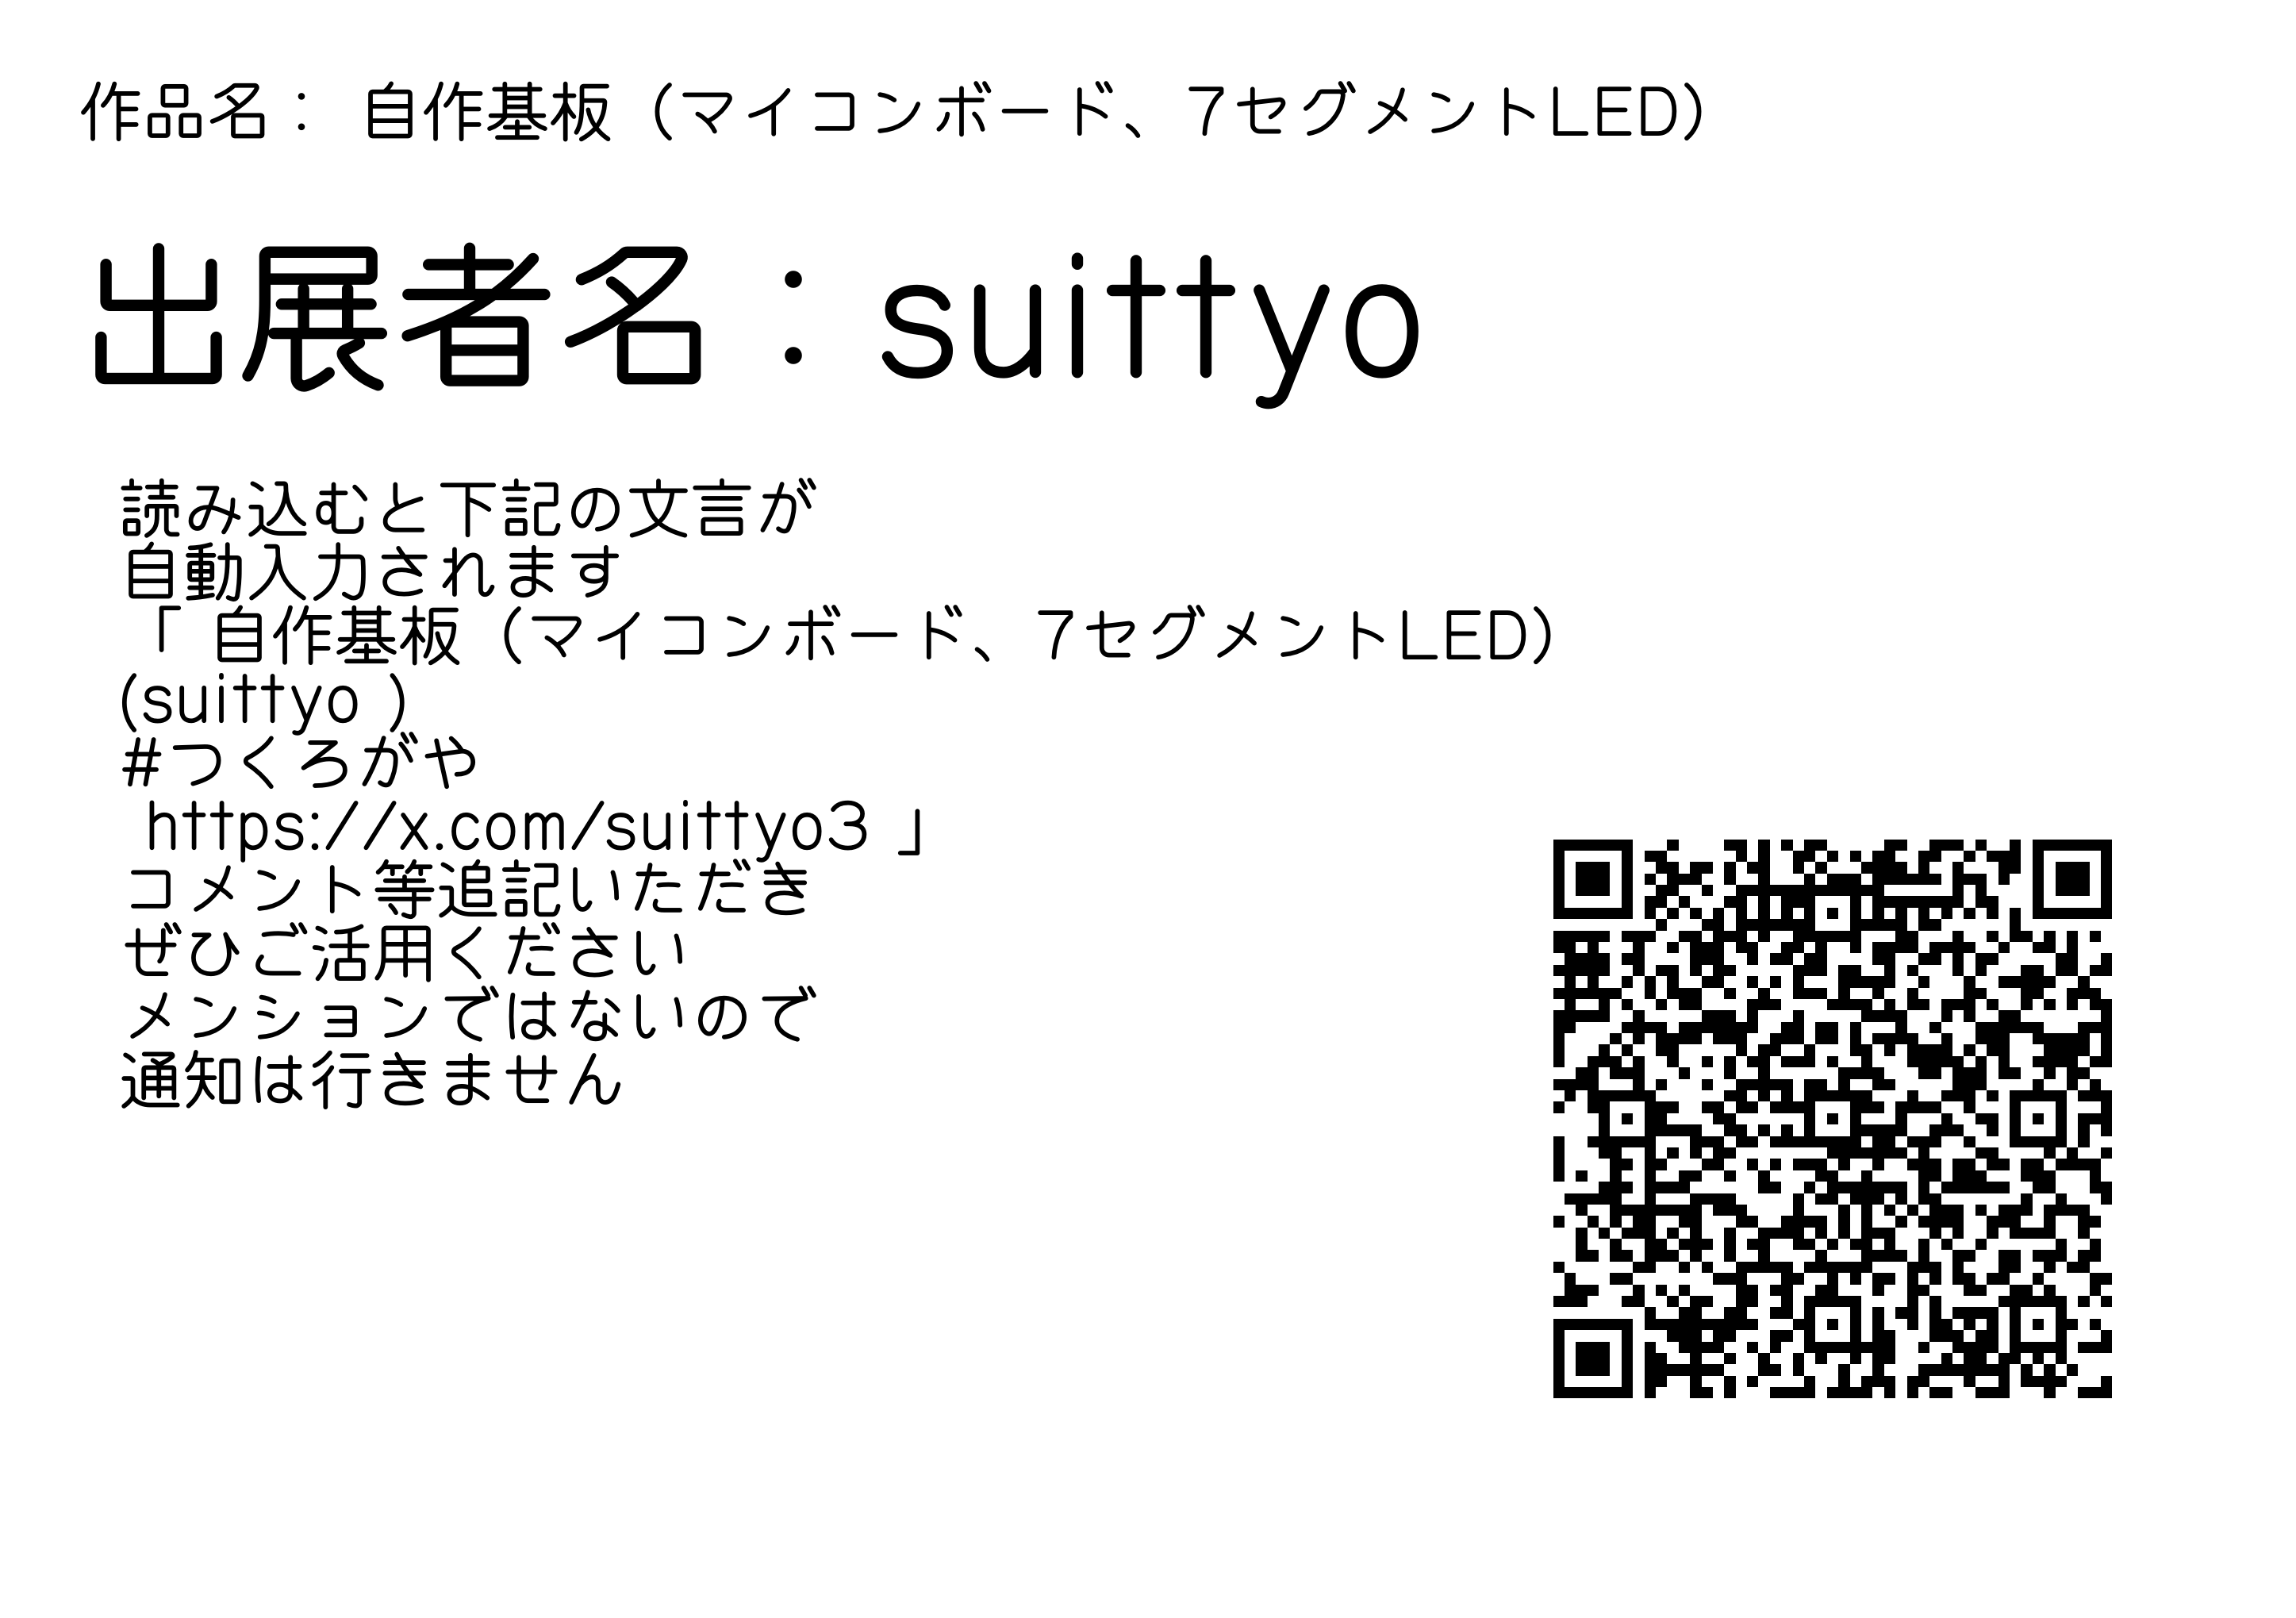 作品名： 自作基板（マイコンボード、7セグメントLED）
出展者名：suittyo
読み込むと下記の文言が
自動入力されます
「自作基板（マイコンボード、7セグメントLED）
(suittyo )
#つくろがや
https://x.com/suittyo3 」
コメント等追記いただき
ぜひご活用ください
メンションではないので
通知は行きません